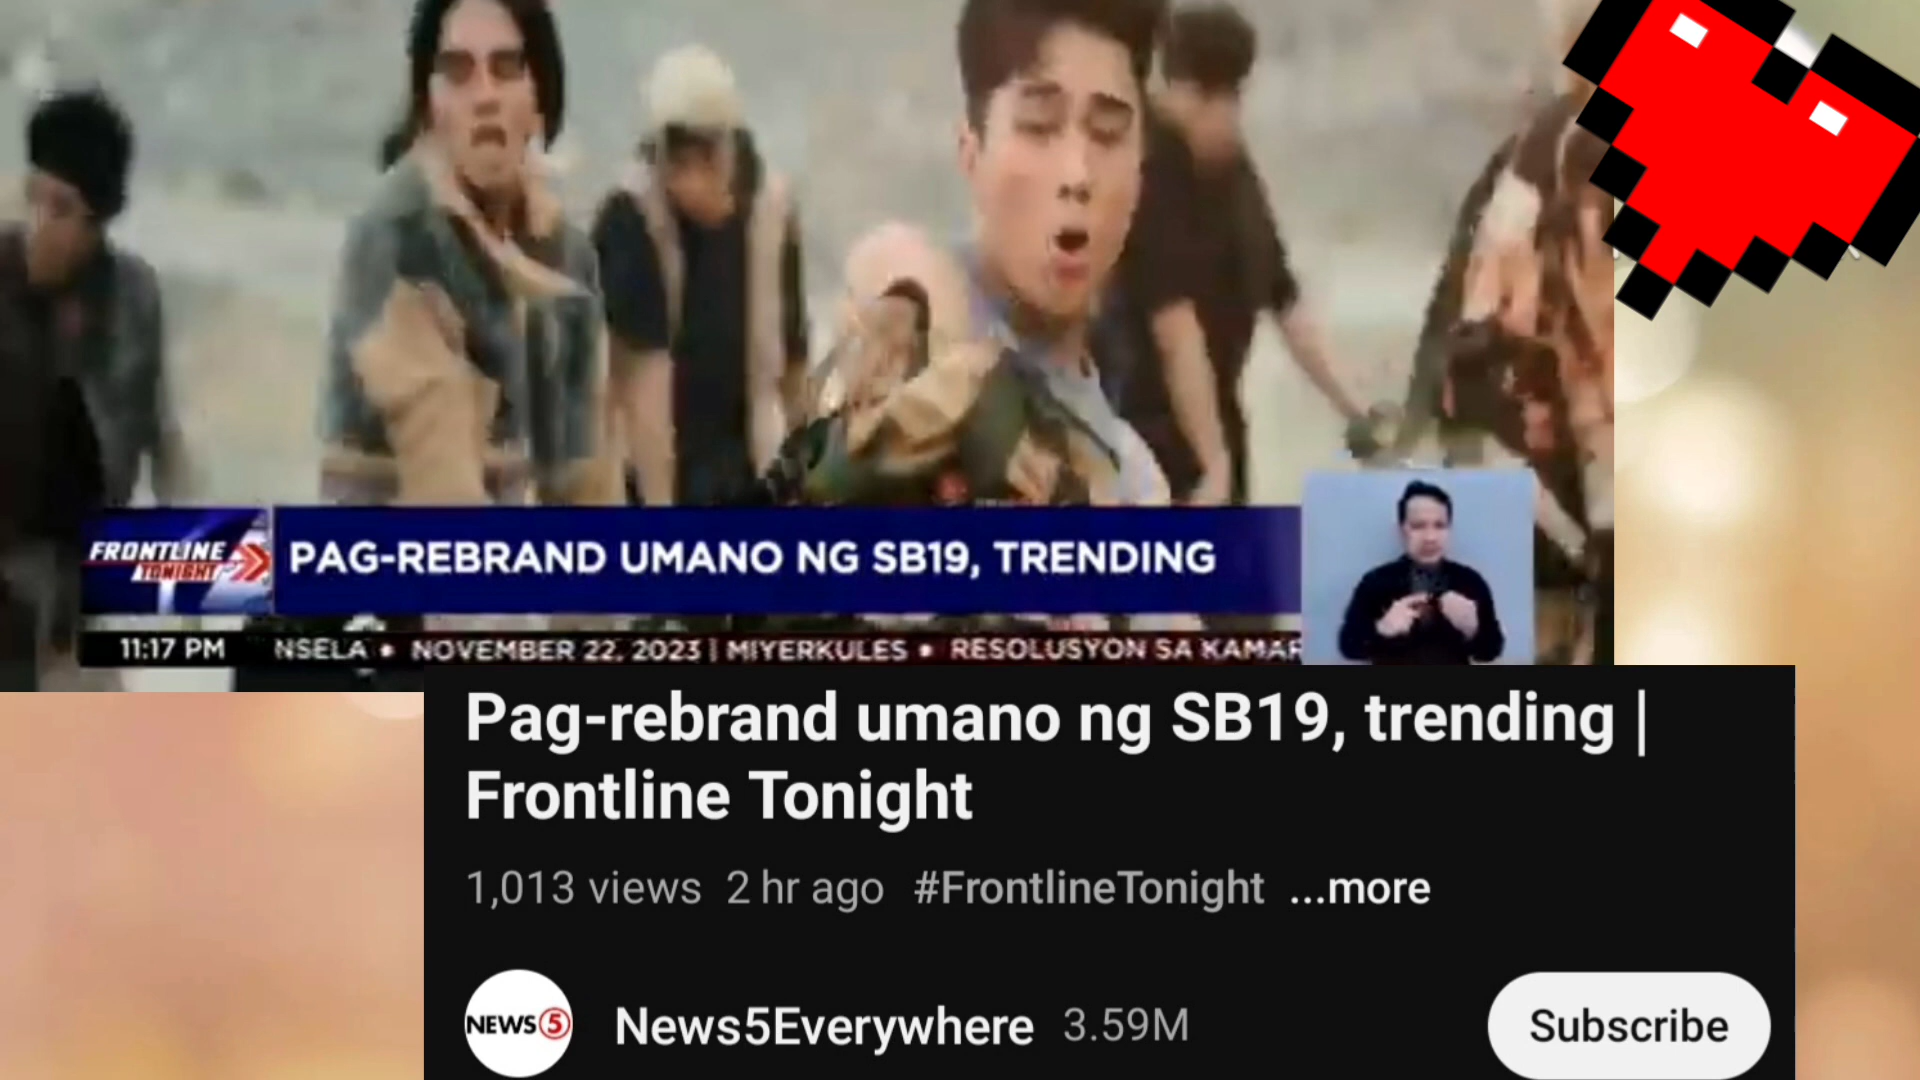 FRONTLINE
TONIGHT
PAG-REBRAND UMANO NG SB19, TRENDING
11:17 PM NSELA • NOVEMBER 22, 2023 | MIYERKULES • RESOLUSYON SA KAMAR
Pag-rebrand umano ng SB19, trending |
Frontline Tonight
1,013 views 2 hr ago #FrontlineTonight ...more
NEWS 5 News5Everywhere 3.59M Subscribe